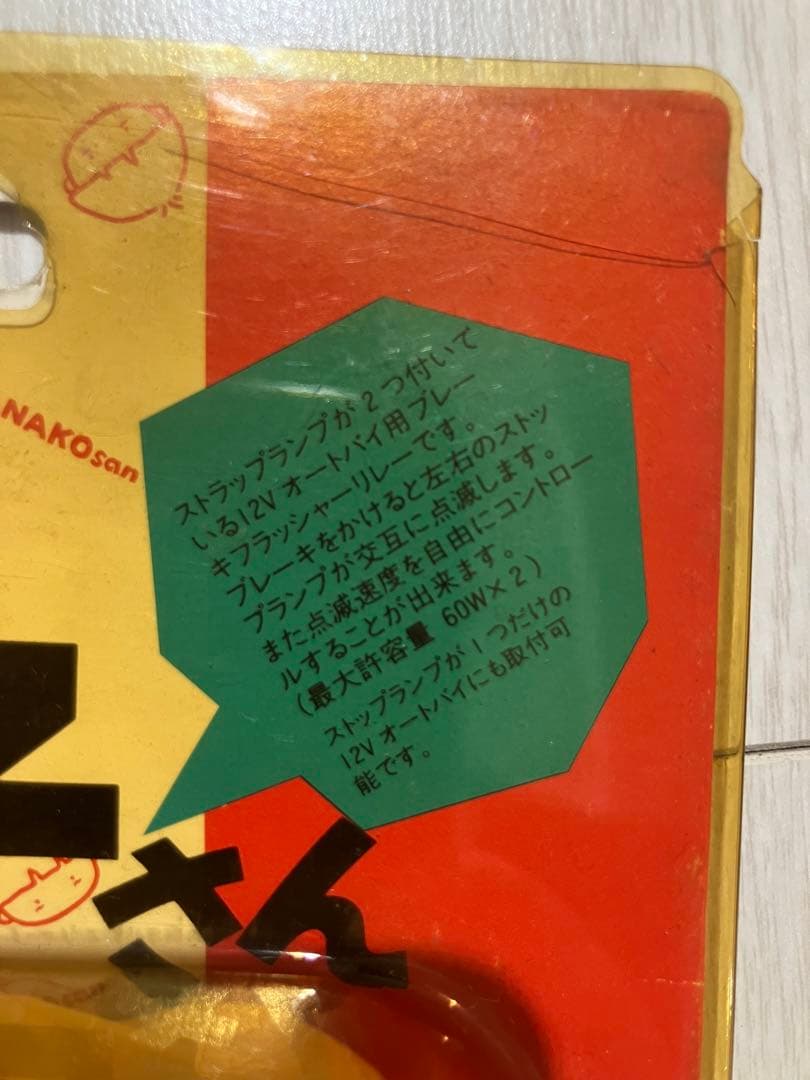 NAKOsan
ストラップランプが2つ付いて
いる12Vオートバイ用ブレー
キフラッシャーリレーです。
ブレーキをかけると左右のストッ
プランプが交互に点滅します。
また点滅速度を自由にコントロー
ルすることが出来ます。
(最大許容量 60W×2)
ストップランプが1つだけの
12Vオートバイにも取付可
能です。
さん